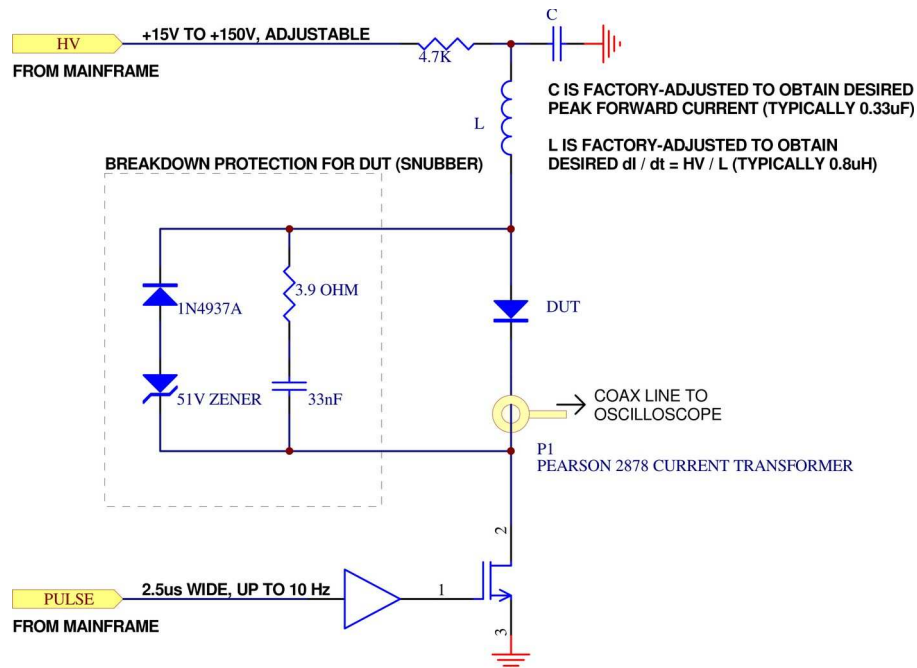 C
HV
+15V TO +150V, ADJUSTABLE
4.7K
FROM MAINFRAME
C IS FACTORY-ADJUSTED TO OBTAIN DESIRED
PEAK FORWARD CURRENT (TYPICALLY 0.33uF)
L
L IS FACTORY-ADJUSTED TO OBTAIN
DESIRED dI / dt = HV / L (TYPICALLY 0.8uH)
BREAKDOWN PROTECTION FOR DUT (SNUBBER)
3.9 OHM
1N4937A
DUT
51V ZENER
33nF
COAX LINE TO
OSCILLOSCOPE
P1
PEARSON 2878 CURRENT TRANSFORMER
2
PULSE
2.5us WIDE, UP TO 10 Hz
1
3
FROM MAINFRAME